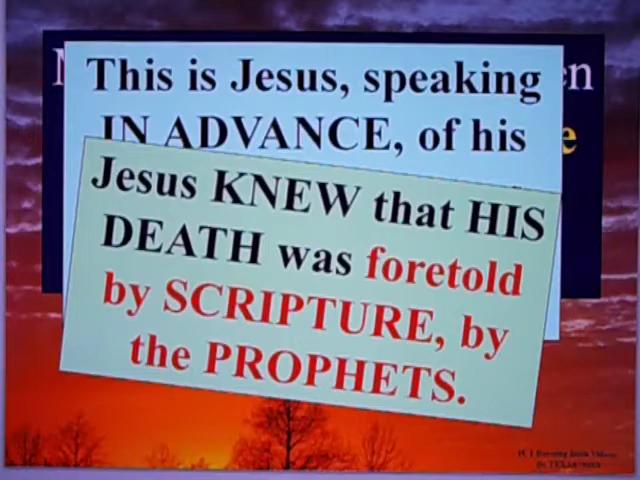 This is Jesus, speaking
IN ADVANCE, of his
Jesus KNEW that HIS
DEATH was foretold
by SCRIPTURE, by
the PROPHETS.